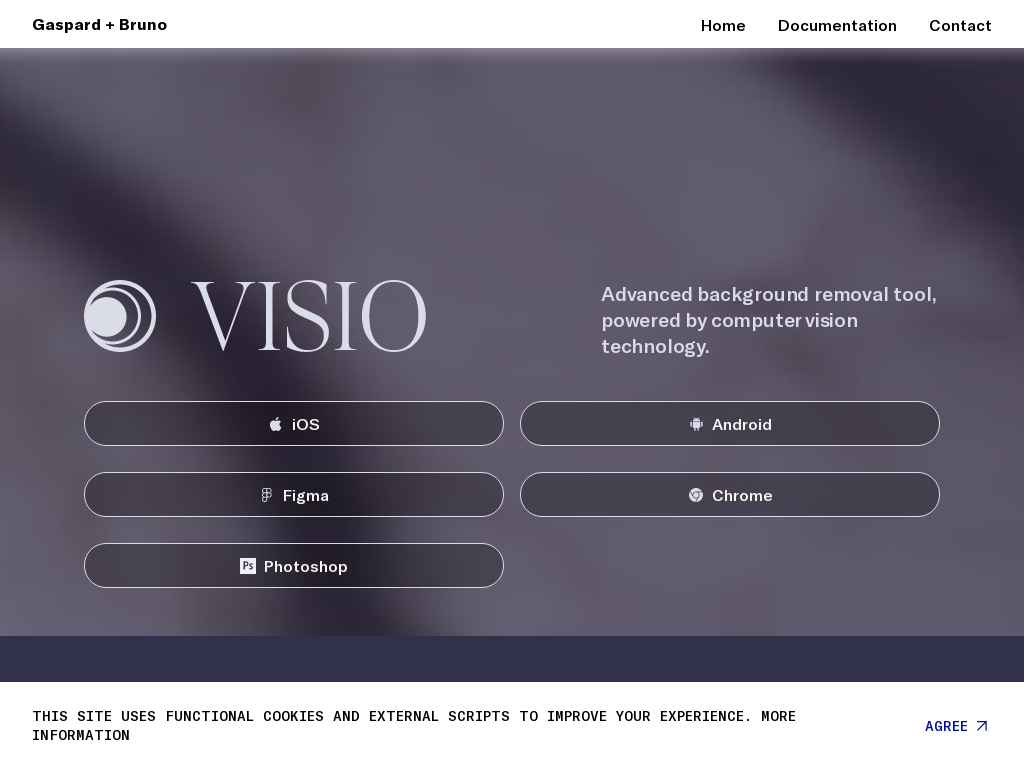 Gaspard + Bruno
Home
Documentation
Contact
VISIO
Advanced background removal tool,
powered by computer vision
technology.
iOS
Android
Figma
Chrome
Ps Photoshop
THIS SITE USES FUNCTIONAL COOKIES AND EXTERNAL SCRIPTS TO IMPROVE YOUR EXPERIENCE. MORE
INFORMATION
AGREE